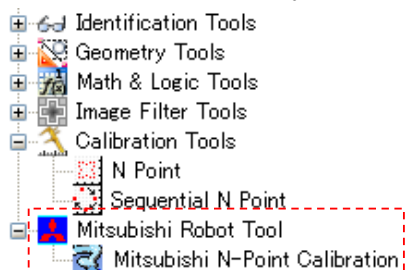 Identification Tools
Geometry Tools
Math & Logic Tools
Image Filter Tools
Calibration Tools
N Point
Sequential N Point
Mitsubishi Robot Tool
Mitsubishi N-Point Calibration